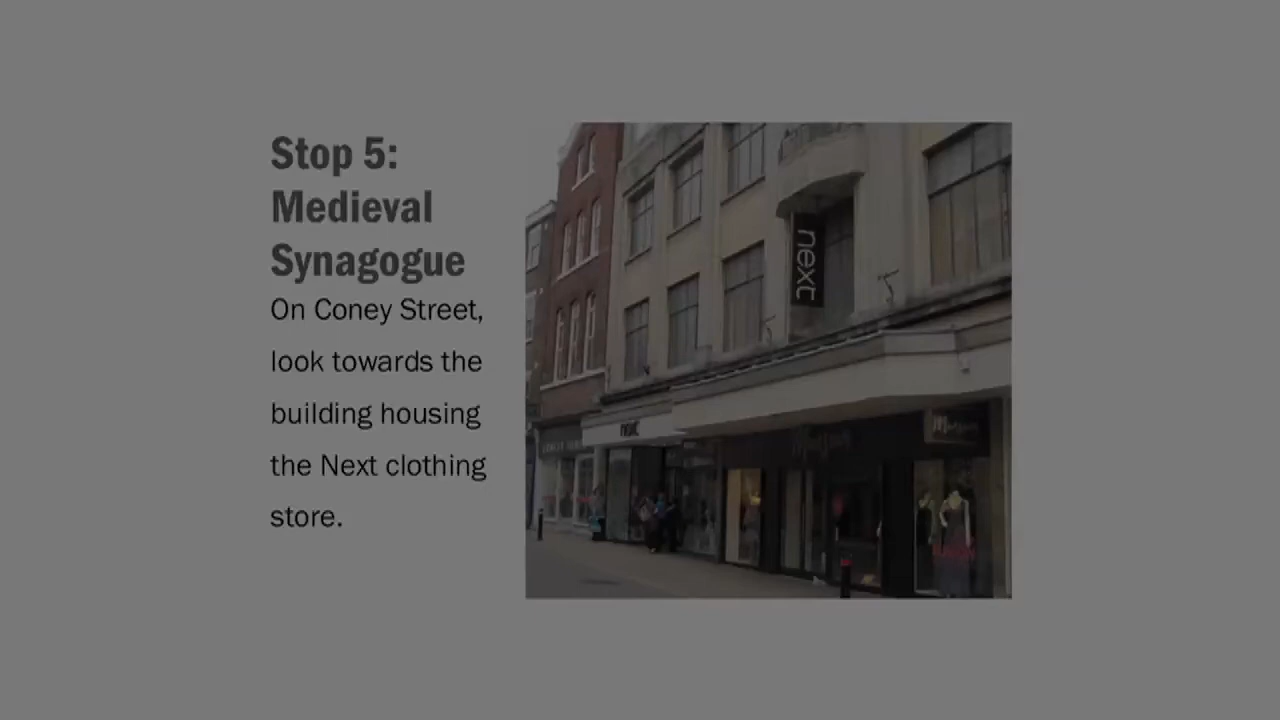 Stop 5:
Medieval
Synagogue
On Coney Street,
look towards the
building housing
the Next clothing
store.
next
next